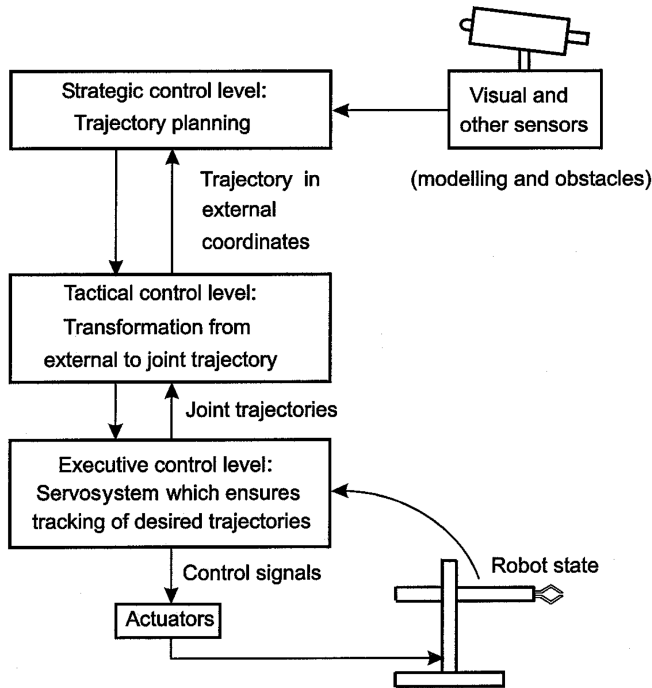 Strategic control level:
Trajectory planning
Visual and
other sensors
(modelling and obstacles)
Trajectory in
external
coordinates
Tactical control level:
Transformation from
external to joint trajectory
Joint trajectories
Executive control level:
Servosystem which ensures
tracking of desired trajectories
Robot state
Control signals
Actuators